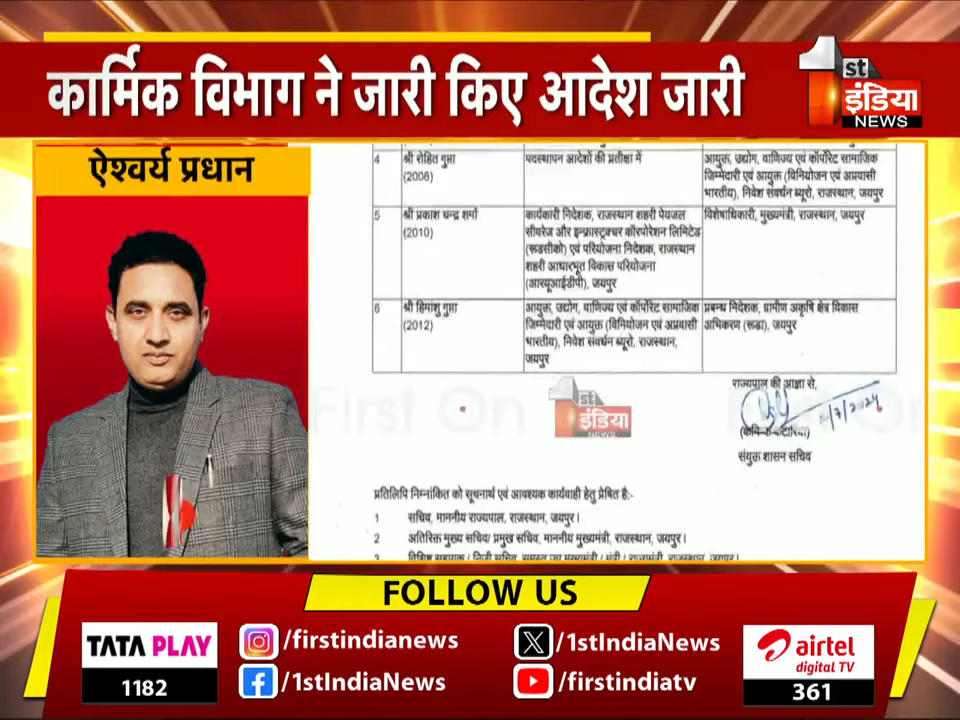 कार्मिक विभाग ने जारी किए आदेश जारी
1st
इंडिया
NEWS
ऐश्वर्य प्रधान
4 श्री रोहित गुप्ता पदस्थापन आदेशों की प्रतीक्षा में आयुक्त, उद्योग, वाणिज्य एवं कॉर्पोरेट सामाजिक
(2006) जिम्मेदारी एवं आयुक्त (विनियोजन एवं अप्रवासी
भारतीय), निवेश संवर्धन ब्यूरो, राजस्थान, जयपुर
5 श्री प्रकाश चन्द्र शर्मा कार्यकारी निदेशक, राजस्थान शहरी पेयजल विशेषाधिकारी, मुख्यमंत्री, राजस्थान, जयपुर
(2010) सीवरेज और इन्फ्रास्ट्रक्चर कॉरपोरेशन लिमिटेड
(रूडसीको) एवं परियोजना निदेशक, राजस्थान
शहरी आधारभूत विकास परियोजना
(आरयूआईडीपी), जयपुर
6 श्री हिमांशु गुप्ता आयुक्त, उद्योग, वाणिज्य एवं कॉर्पोरेट सामाजिक प्रबन्ध निदेशक, ग्रामीण अकृषि क्षेत्र विकास
(2012) जिम्मेदारी एवं आयुक्त (विनियोजन एवं अप्रवासी अभिकरण (रूडा), जयपुर
भारतीय), निवेश संवर्धन ब्यूरो, राजस्थान,
जयपुर
राज्यपाल की आज्ञा से,
First On
1st
इंडिया
NEWS
संयुक्त शासन सचिव
प्रतिलिपि निम्नांकित को सूचनार्थ एवं आवश्यक कार्यवाही हेतु प्रेषित है:-
1 सचिव, माननीय राज्यपाल, राजस्थान, जयपुर।
2 अतिरिक्त मुख्य सचिव/ प्रमुख सचिव, माननीय मुख्यमंत्री, राजस्थान, जयपुर।
FOLLOW US
TATA PLAY
1182
/firstindianews
/1stIndiaNews
/1stIndiaNews
/firstindiatv
airtel
digital TV
361